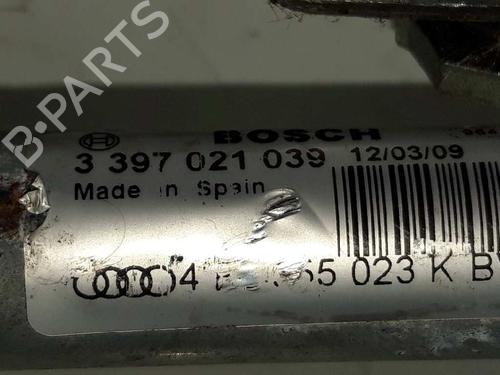 BOSCH
3 397 021 039 12/03/09
Made in Spain
023 K
B-PARTS